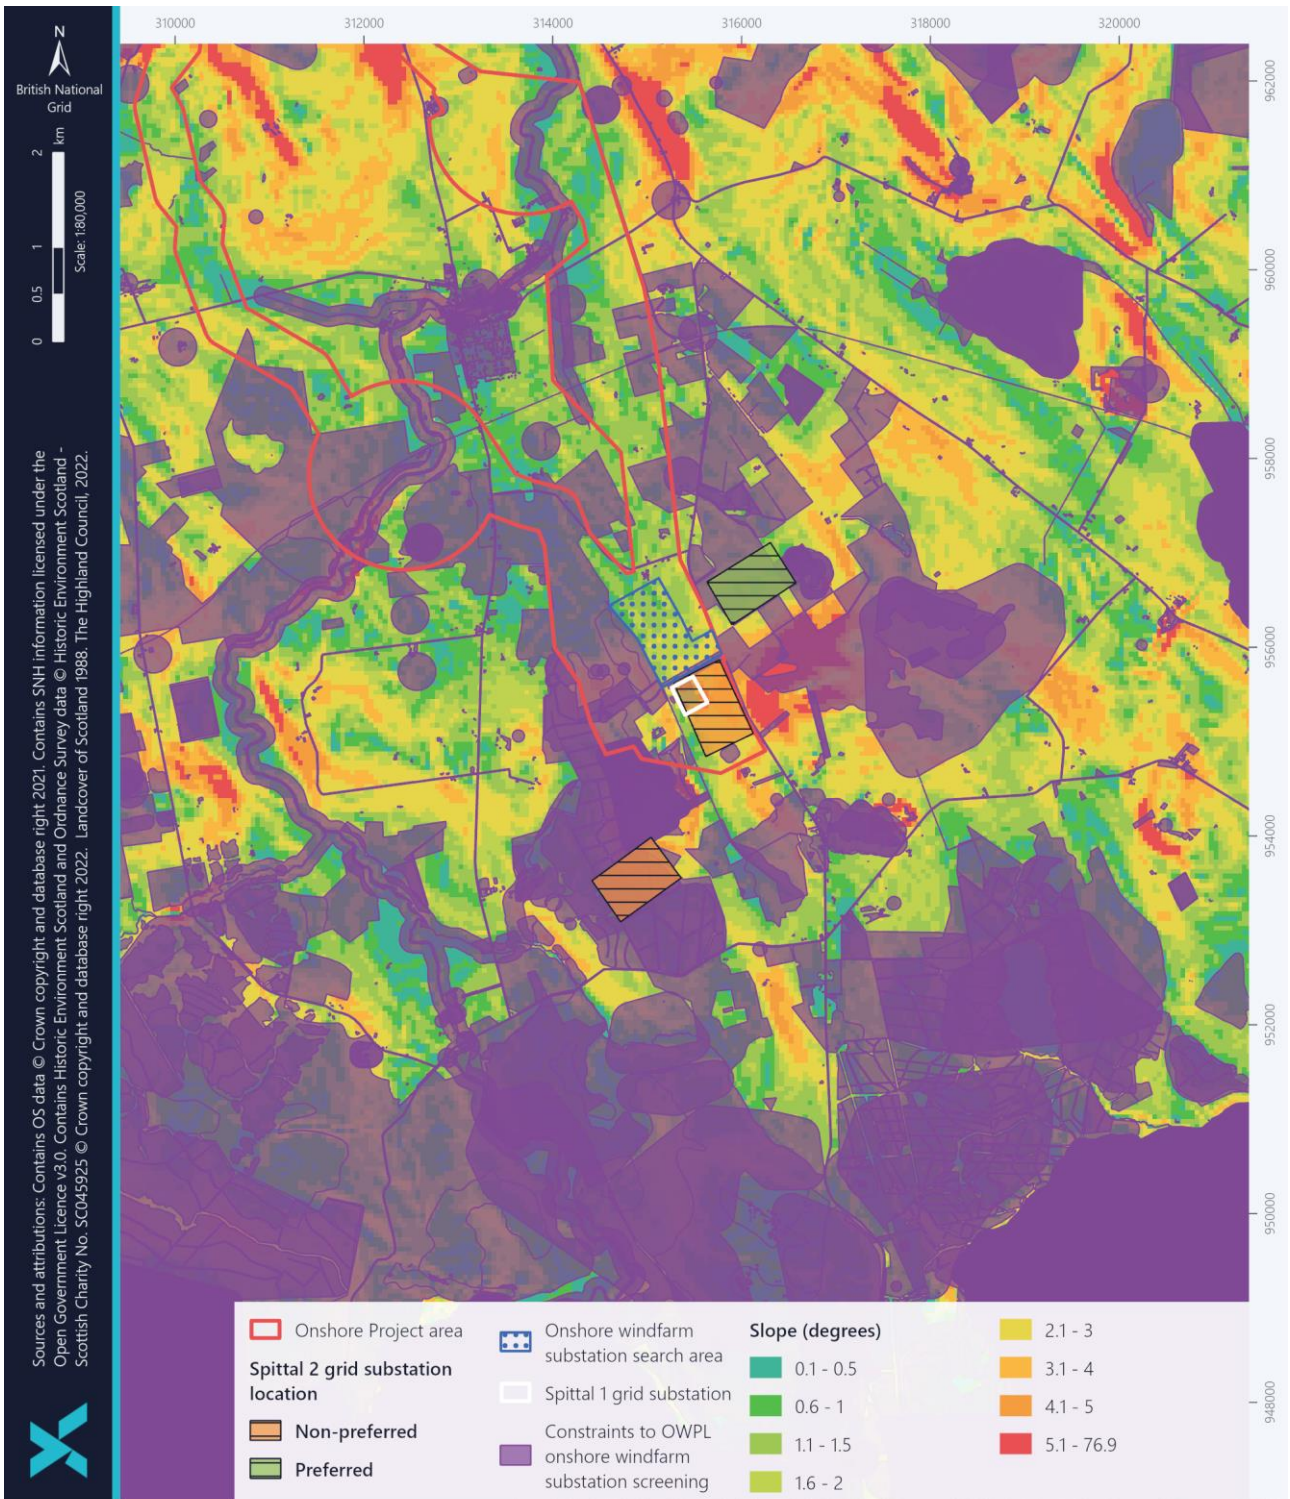 310000
312000
314000
316000
318000
320000
N
British National
Grid
0 0.5 1 2
km
Scale: 1:80,000
962000
960000
958000
956000
954000
952000
950000
948000
Sources and attributions: Contains OS data © Crown copyright and database right 2021. Contains SNH information licensed under the
Open Government Licence v3.0. Contains Historic Environment Scotland and Ordnance Survey data © Historic Environment Scotland -
Scottish Charity No. SC045925 © Crown copyright and database right 2022. Landcover of Scotland 1988. The Highland Council, 2022.
Onshore Project area
Spittal 2 grid substation
location
Non-preferred
Preferred
Onshore windfarm
substation search area
Spittal 1 grid substation
Constraints to OWPL
onshore windfarm
substation screening
Slope (degrees)
0.1 - 0.5
0.6 - 1
1.1 - 1.5
1.6 - 2
2.1 - 3
3.1 - 4
4.1 - 5
5.1 - 76.9